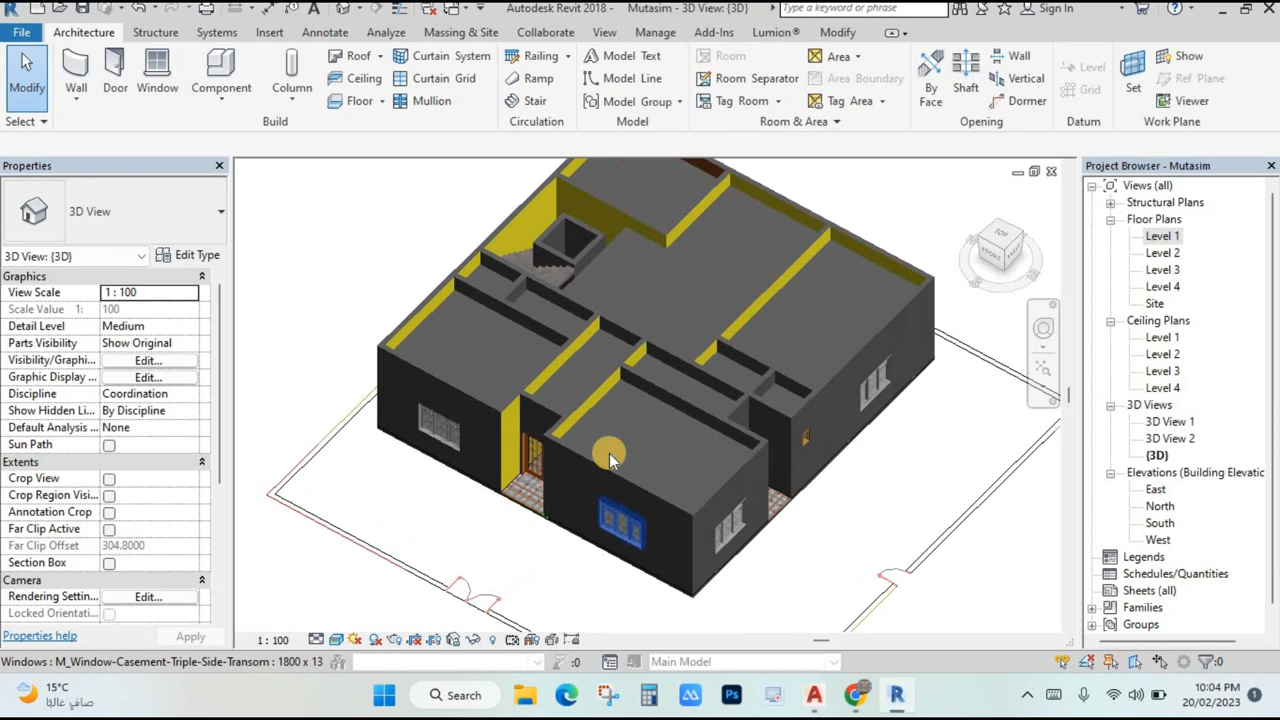 Autodesk Revit 2018 - Mutasim - 3D View: {3D}
Type a keyword or phrase
Sign In
File Architecture Structure Systems Insert Annotate Analyze Massing & Site Collaborate View Manage Add-Ins Lumion® Modify
Modify
Wall
Door
Window
Component
Column
Roof
Ceiling
Floor
Curtain System
Curtain Grid
Mullion
Railing
Ramp
Stair
Model Text
Model Line
Model Group
Room
Room Separator
Tag Room
Area
Area Boundary
Tag Area
By Face
Shaft
Wall
Vertical
Dormer
Level
Grid
Set
Show
Ref Plane
Viewer
Select Build Circulation Model Room & Area Opening Datum Work Plane
Properties
3D View
3D View: {3D}
Edit Type
Graphics
View Scale 1 : 100
Scale Value 1: 100
Detail Level Medium
Parts Visibility Show Original
Visibility/Graphi... Edit...
Graphic Display ... Edit...
Discipline Coordination
Show Hidden Li... By Discipline
Default Analysis ... None
Sun Path
Extents
Crop View
Crop Region Visi...
Annotation Crop
Far Clip Active
Far Clip Offset 304.8000
Section Box
Camera
Rendering Settin... Edit...
Locked Orientati...
Properties help
Apply
TOP
FRONT
Project Browser - Mutasim
Views (all)
Structural Plans
Floor Plans
Level 1
Level 2
Level 3
Level 4
Site
Ceiling Plans
Level 1
Level 2
Level 3
Level 4
3D Views
3D View 1
3D View 2
{3D}
Elevations (Building Elevatic
East
North
South
West
Legends
Schedules/Quantities
Sheets (all)
Families
Groups
1 : 100
Windows : M_Window-Casement-Triple-Side-Transom : 1800 x 13
:0
Main Model
:0
15°C
صافٍ غالبًا
Search
Ps
A
R
10:04 PM
20/02/2023